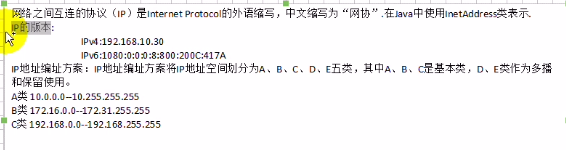 网络之间互连的协议（IP）是Internet Protocol的外语缩写，中文缩写为“网协”.在Java中使用InetAddress类表示.
IP的版本:
IPv4:192.168.10.30
IPv6:1080:0:0:0:8:800:200C:417A
IP地址编址方案：IP地址编址方案将IP地址空间划分为A、B、C、D、E五类，其中A、B、C是基本类，D、E类作为多播
和保留使用。
A类 10.0.0.0--10.255.255.255
B类 172.16.0.0--172.31.255.255
C类 192.168.0.0--192.168.255.255